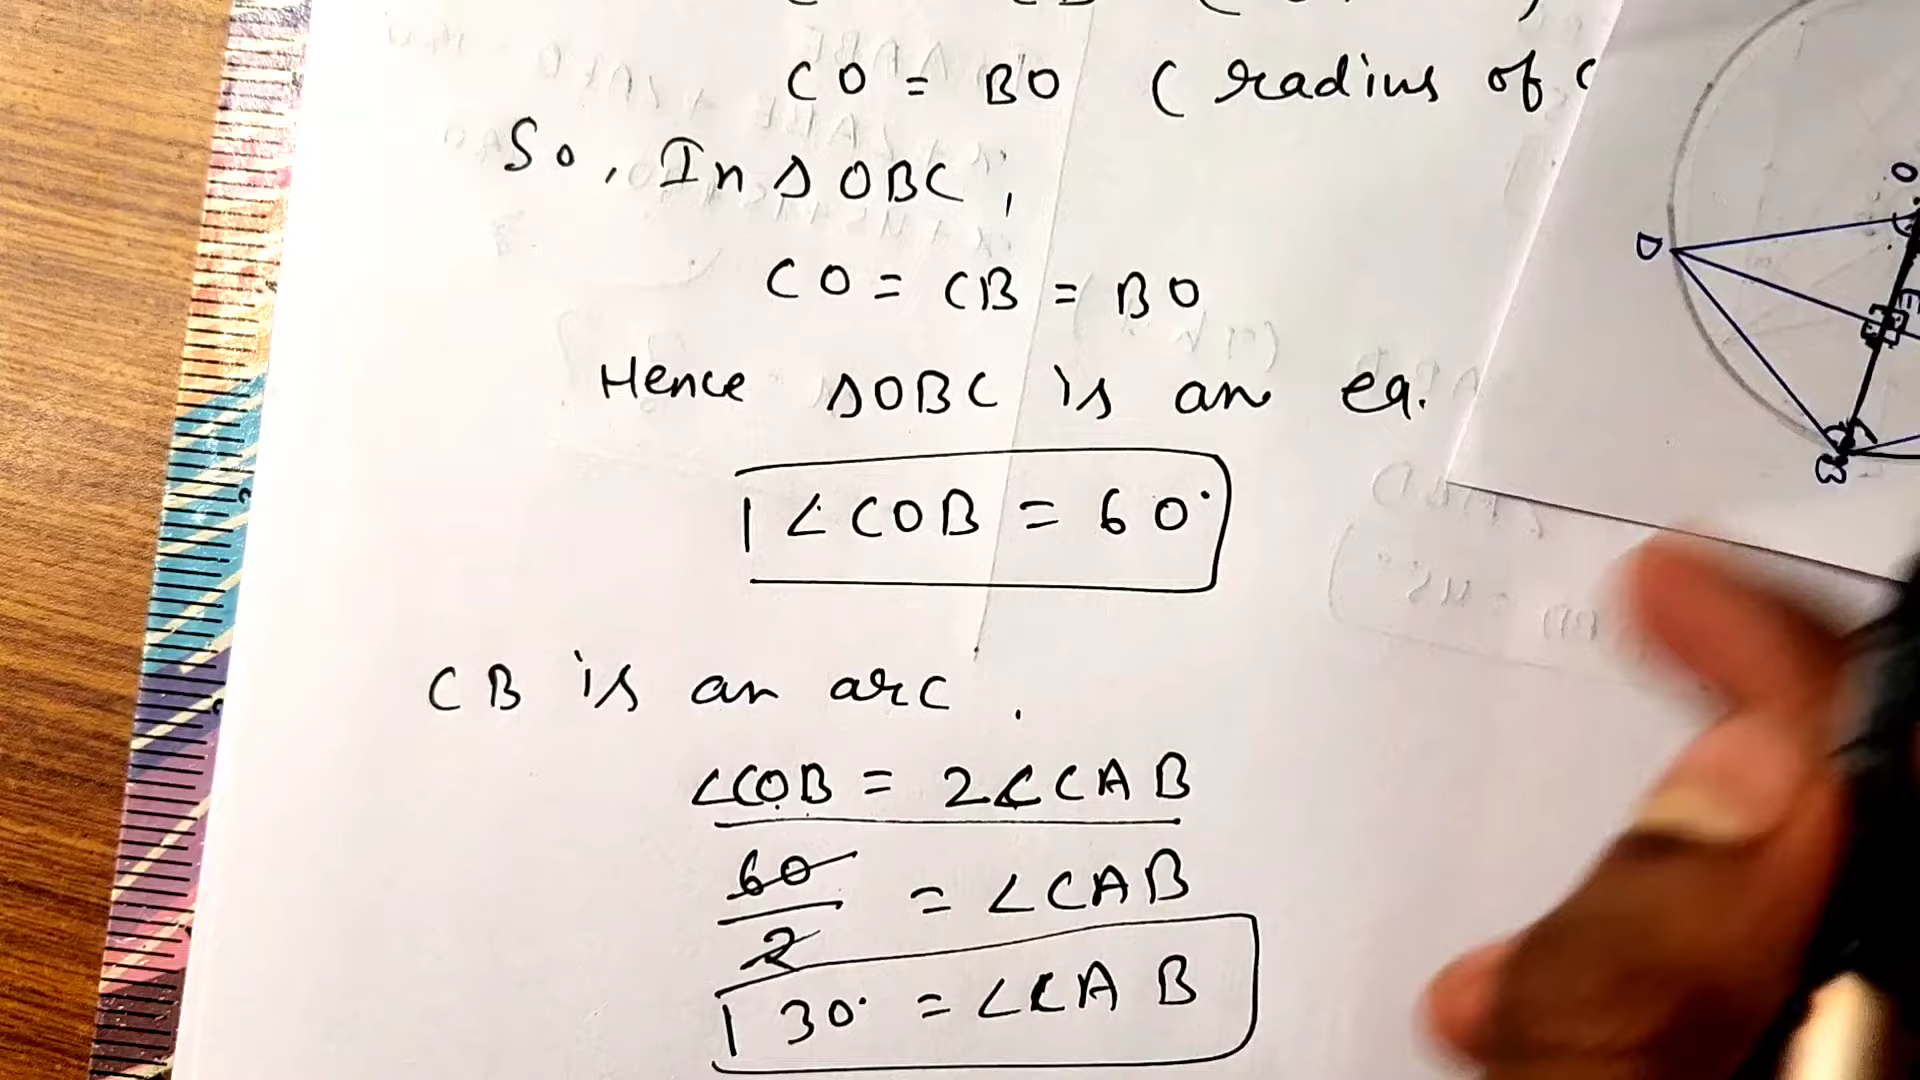 CO = BO ( radius of C
So, In △OBC,
CO = CB = BO
Hence △OBC is an eq.
∠COB = 60°
CB is an arc.
∠COB = 2∠CAB
60/2 = ∠CAB
30° = ∠CAB
O
D
E
B